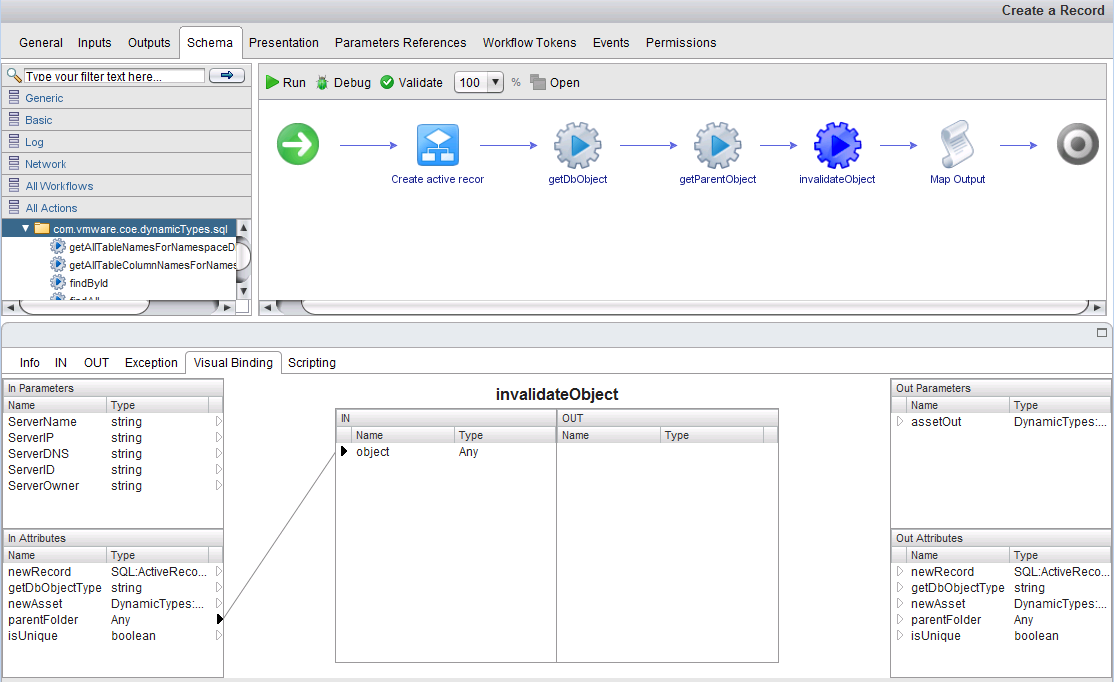 Create a Record
General Inputs Outputs Schema Presentation Parameters References Workflow Tokens Events Permissions
Type your filter text here...
Run Debug Validate 100 % Open
Generic
Basic
Log
Network
All Workflows
All Actions
com.vmware.coe.dynamicTypes.sql
getAllTableNamesForNamespaceD
getAllTableColumnNamesForNames
findById
findAll
Create active recor getDbObject getParentObject invalidateObject Map Output
Info IN OUT Exception Visual Binding Scripting
In Parameters
Name Type
ServerName string
ServerIP string
ServerDNS string
ServerID string
ServerOwner string
In Attributes
Name Type
newRecord SQL:ActiveReco...
getDbObjectType string
newAsset DynamicTypes:...
parentFolder Any
isUnique boolean
invalidateObject
IN OUT
Name Type Name Type
object Any
Out Parameters
Name Type
assetOut DynamicTypes:...
Out Attributes
Name Type
newRecord SQL:ActiveReco...
getDbObjectType string
newAsset DynamicTypes:...
parentFolder Any
isUnique boolean